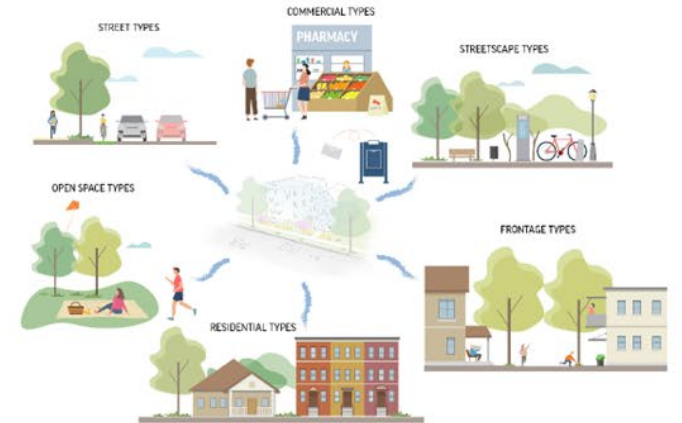 COMMERCIAL TYPES
STREET TYPES
PHARMACY
STREETSCAPE TYPES
OPEN SPACE TYPES
FRONTAGE TYPES
RESIDENTIAL TYPES